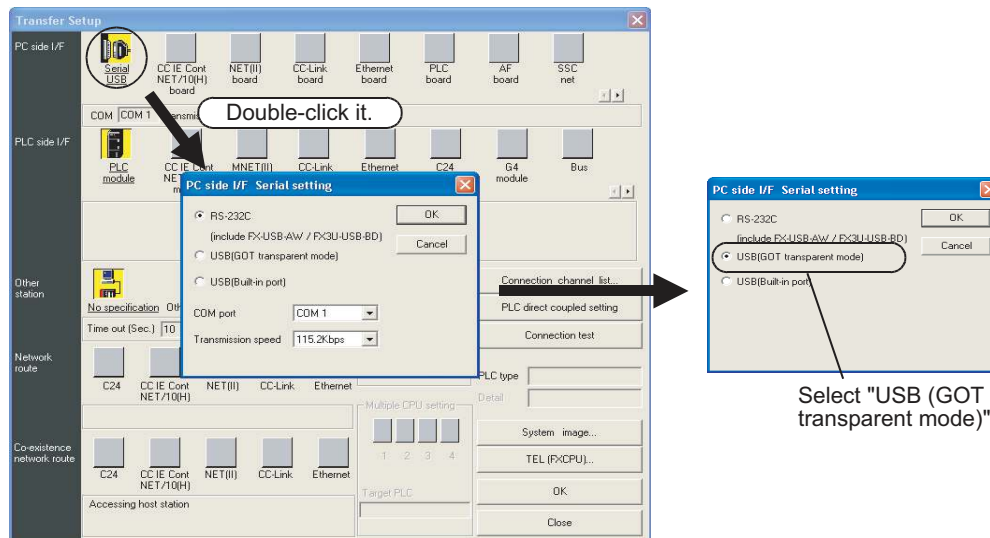 Transfer Setup
PC side I/F
Serial USB
CC IE Cont NET/10(H) board
NET(II) board
CC-Link board
Ethernet board
PLC board
AF board
SSC net
COM COM 1
Double-click it.
PLC side I/F
PLC module
CC IE Cont
MNET(II)
CC-Link
Ethernet
C24
G4 module
Bus
PC side I/F Serial setting
RS-232C
(include FX-USB-AW / FX3U-USB-BD)
USB(GOT transparent mode)
USB(Built-in port)
COM port COM 1
Transmission speed 115.2Kbps
OK
Cancel
Other station
No specification
Time out (Sec.) 10
Connection channel list...
PLC direct coupled setting
Connection test
PLC type
Detail
System image...
TEL (FXCPU)...
OK
Close
Network route
C24
CC IE Cont NET/10(H)
NET(II)
CC-Link
Ethernet
Multiple CPU setting
1 2 3 4
Target PLC
Co-existence network route
C24
CC IE Cont NET/10(H)
NET(II)
CC-Link
Ethernet
Accessing host station
PC side I/F Serial setting
RS-232C
(include FX-USB-AW / FX3U-USB-BD)
USB(GOT transparent mode)
USB(Built-in port)
OK
Cancel
Select "USB (GOT
transparent mode)"